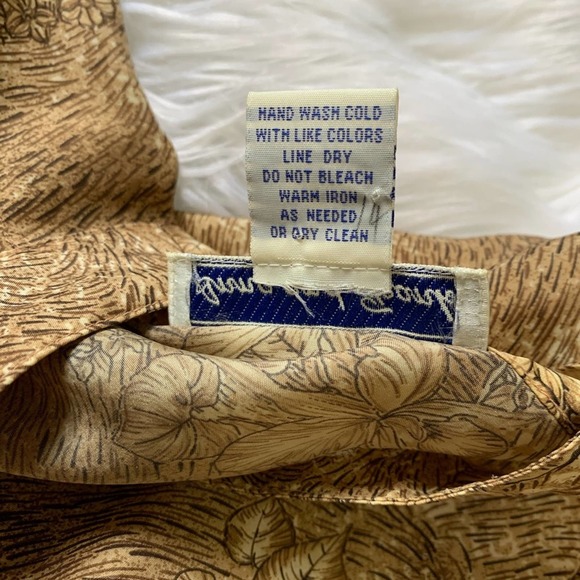 HAND WASH COLD
WITH LIKE COLORS
LINE DRY
DO NOT BLEACH
WARM IRON
AS NEEDED
OR DRY CLEAN